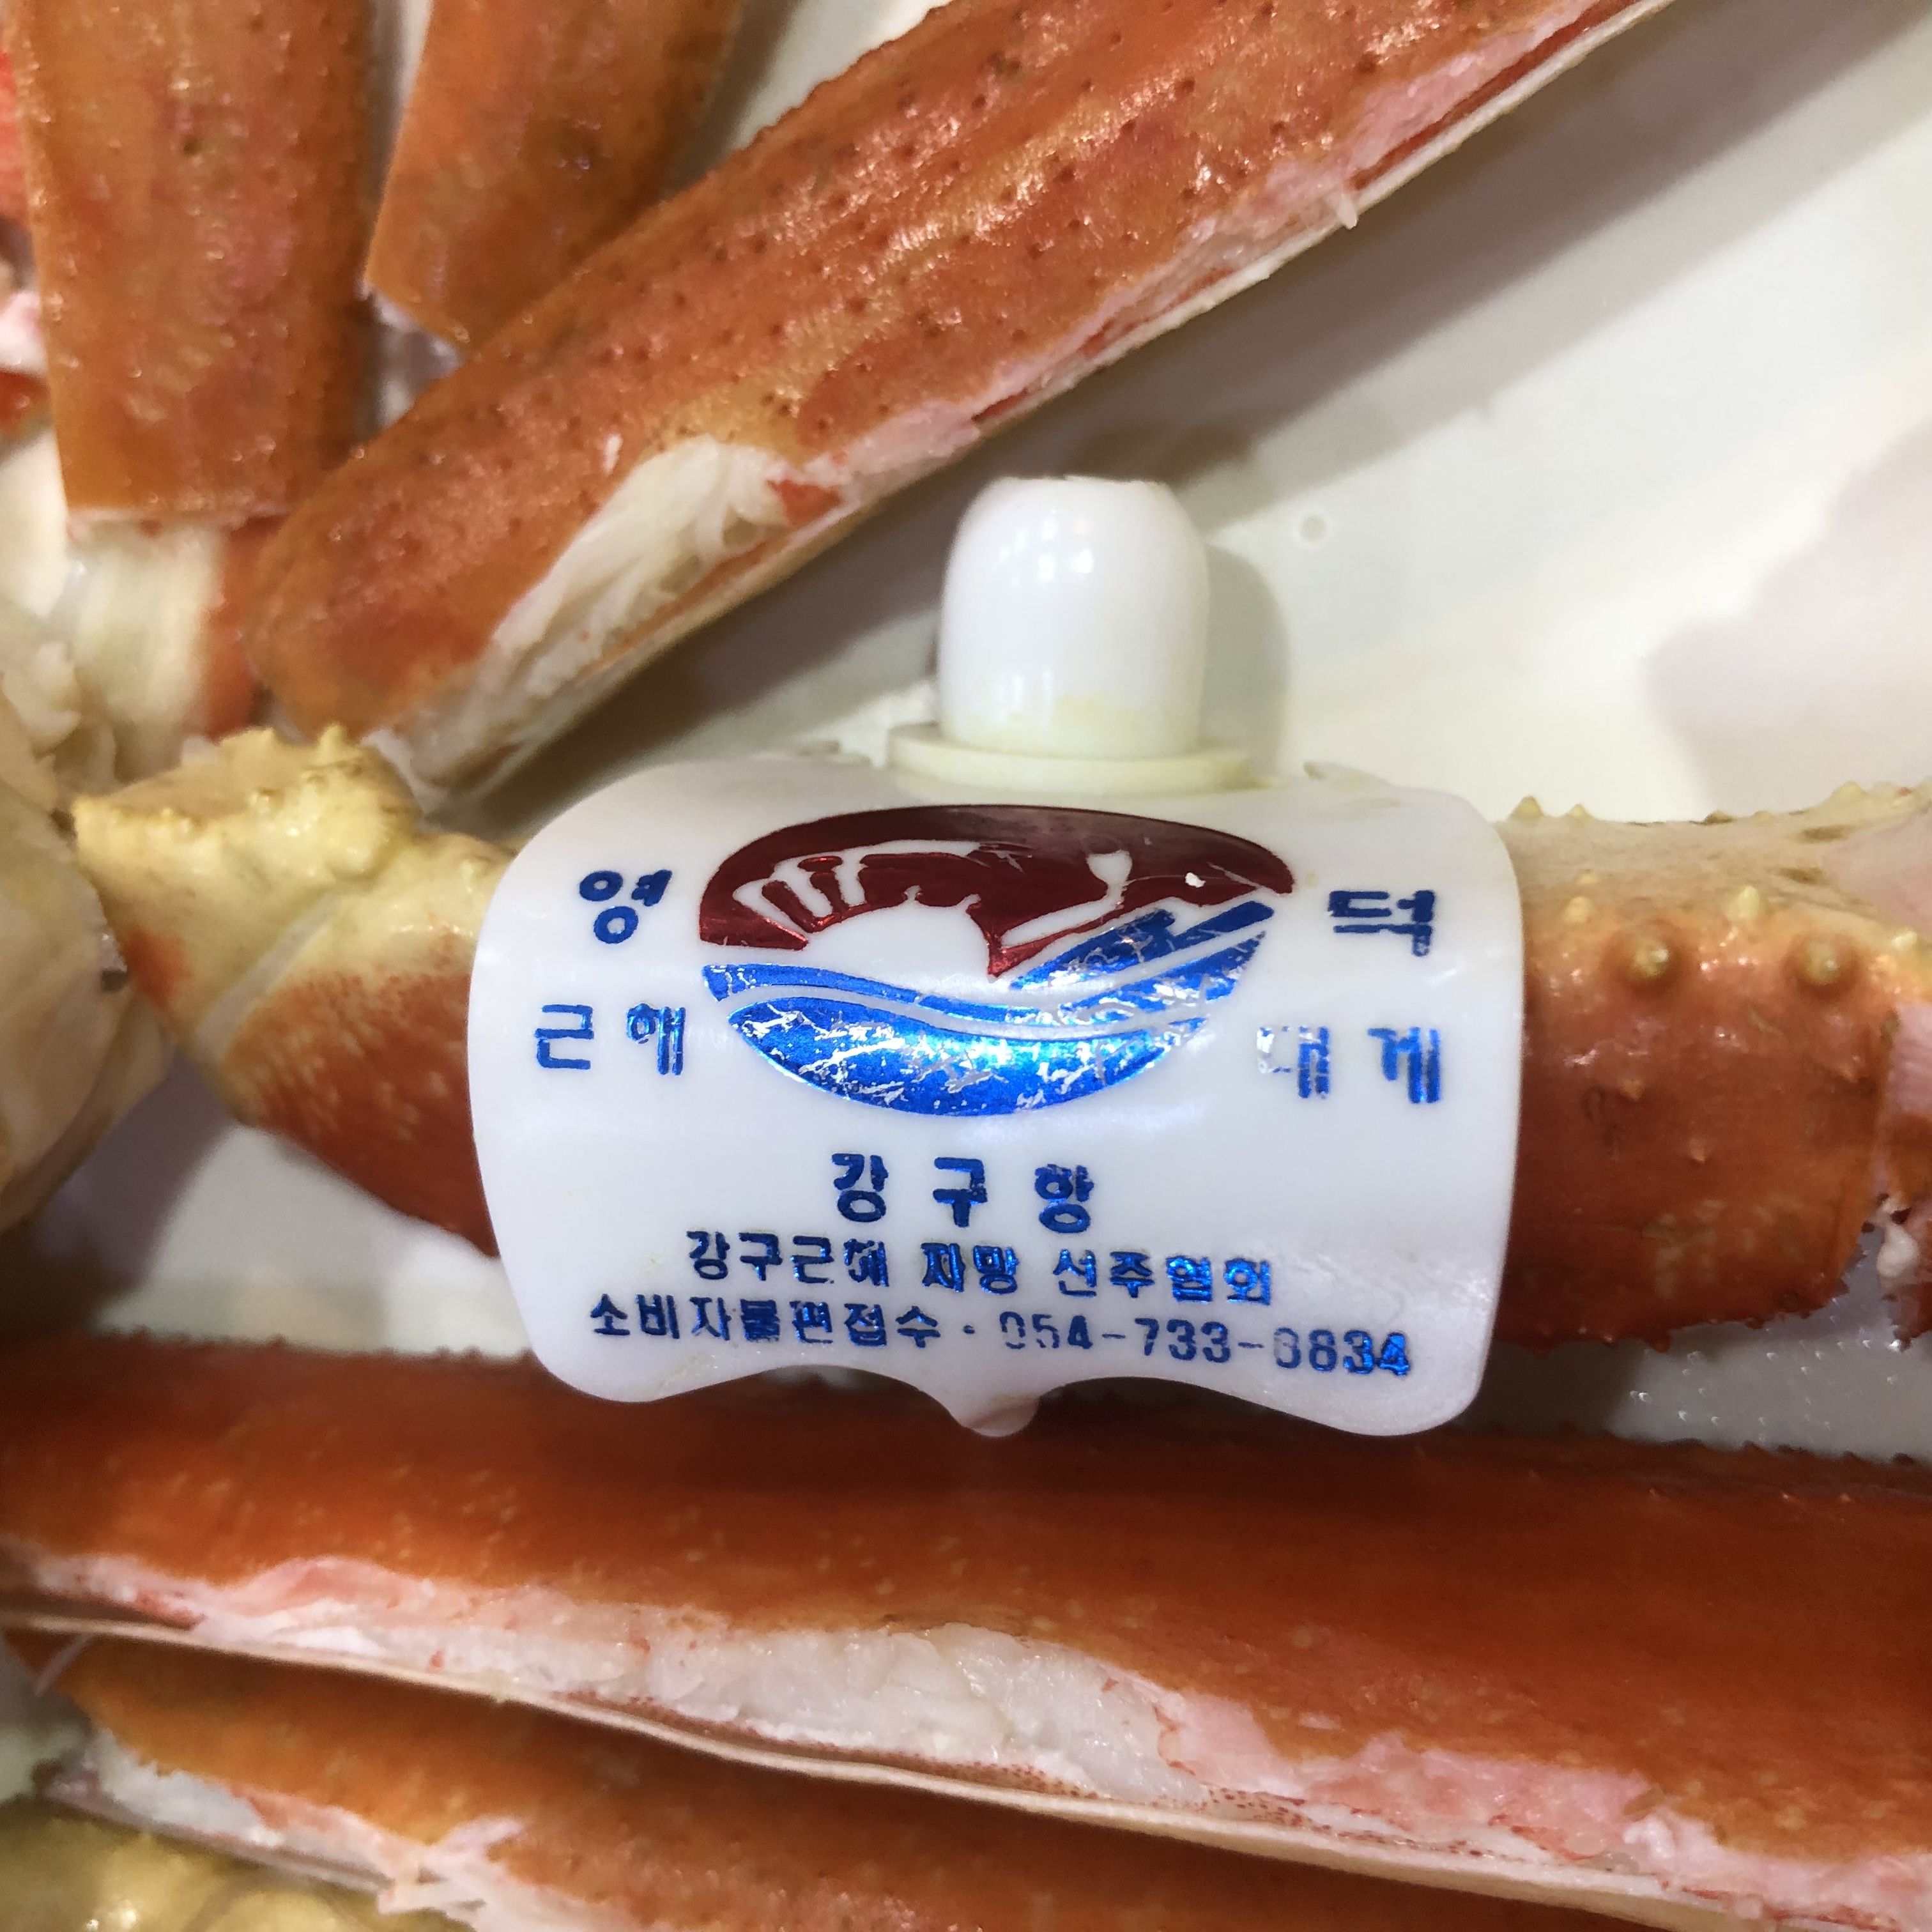 영 덕
근해 대게
강구항
강구근해 자망 선주협회
소비자불편접수·054-733-6834